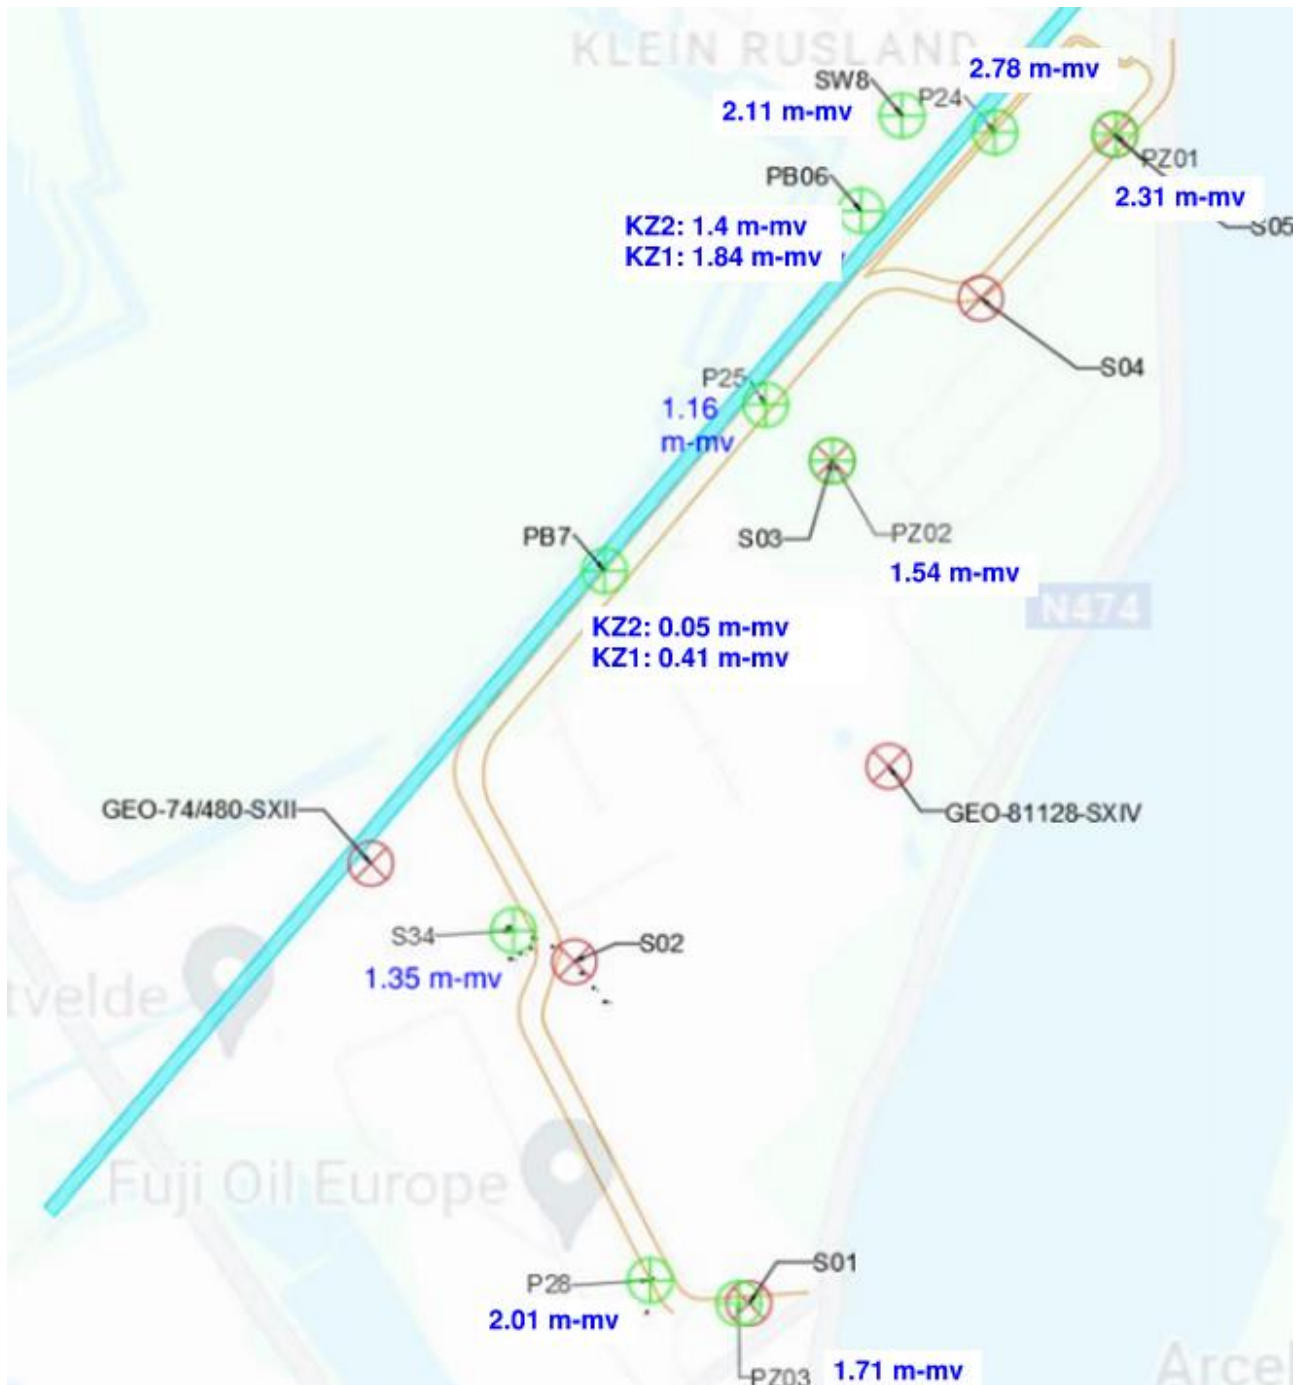 KLEIN RUSLAND
2.78 m-mv
SW8
P24
2.11 m-mv
PZ01
PB06
2.31 m-mv
KZ2: 1.4 m-mv
S05
KZ1: 1.84 m-mv
S04
P25
1.16
m-mv
PB7
S03
PZ02
1.54 m-mv
N474
KZ2: 0.05 m-mv
KZ1: 0.41 m-mv
GEO-74/480-SXII
GEO-81128-SXIV
S34
S02
1.35 m-mv
tvelde
Fuji Oil Europe
S01
P28
2.01 m-mv
PZ03
1.71 m-mv
Arcel